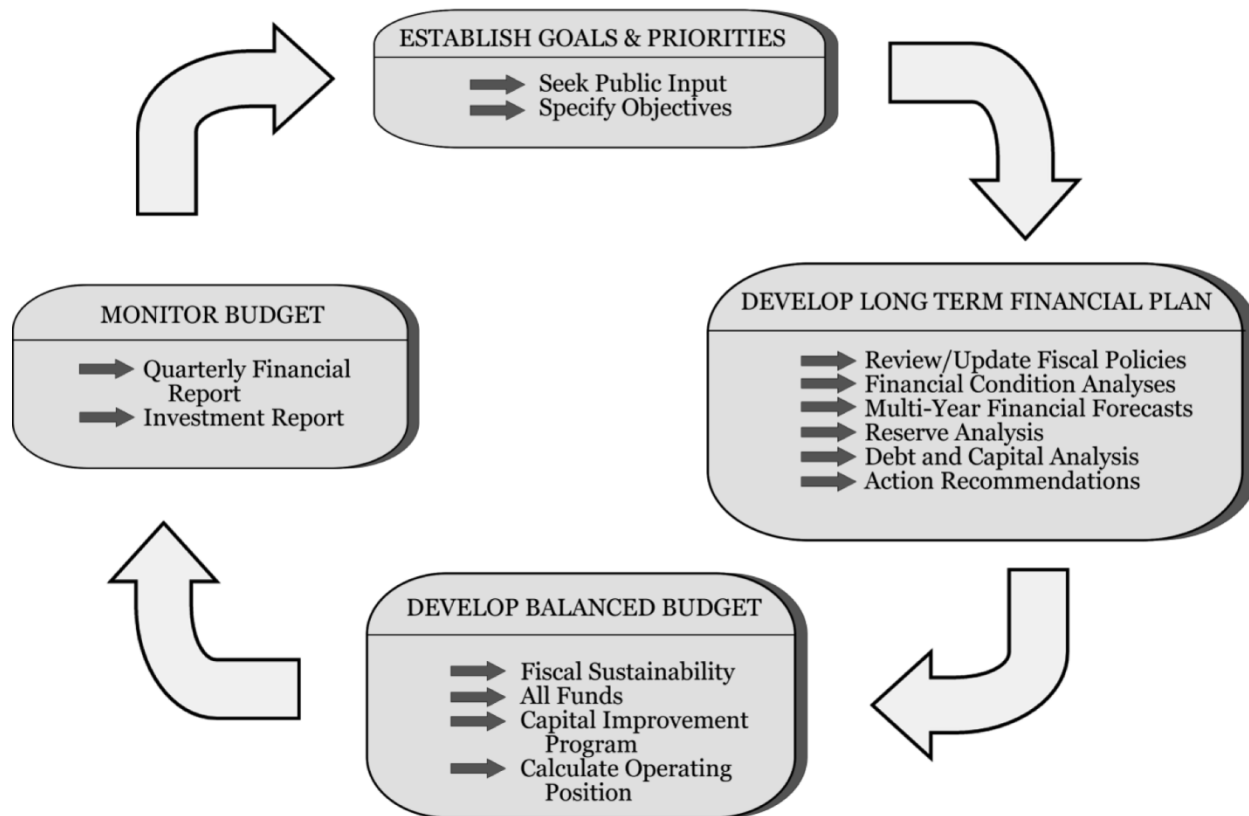 ESTABLISH GOALS & PRIORITIES
Seek Public Input
Specify Objectives
DEVELOP LONG TERM FINANCIAL PLAN
Review/Update Fiscal Policies
Financial Condition Analyses
Multi-Year Financial Forecasts
Reserve Analysis
Debt and Capital Analysis
Action Recommendations
DEVELOP BALANCED BUDGET
Fiscal Sustainability
All Funds
Capital Improvement
Program
Calculate Operating
Position
MONITOR BUDGET
Quarterly Financial
Report
Investment Report